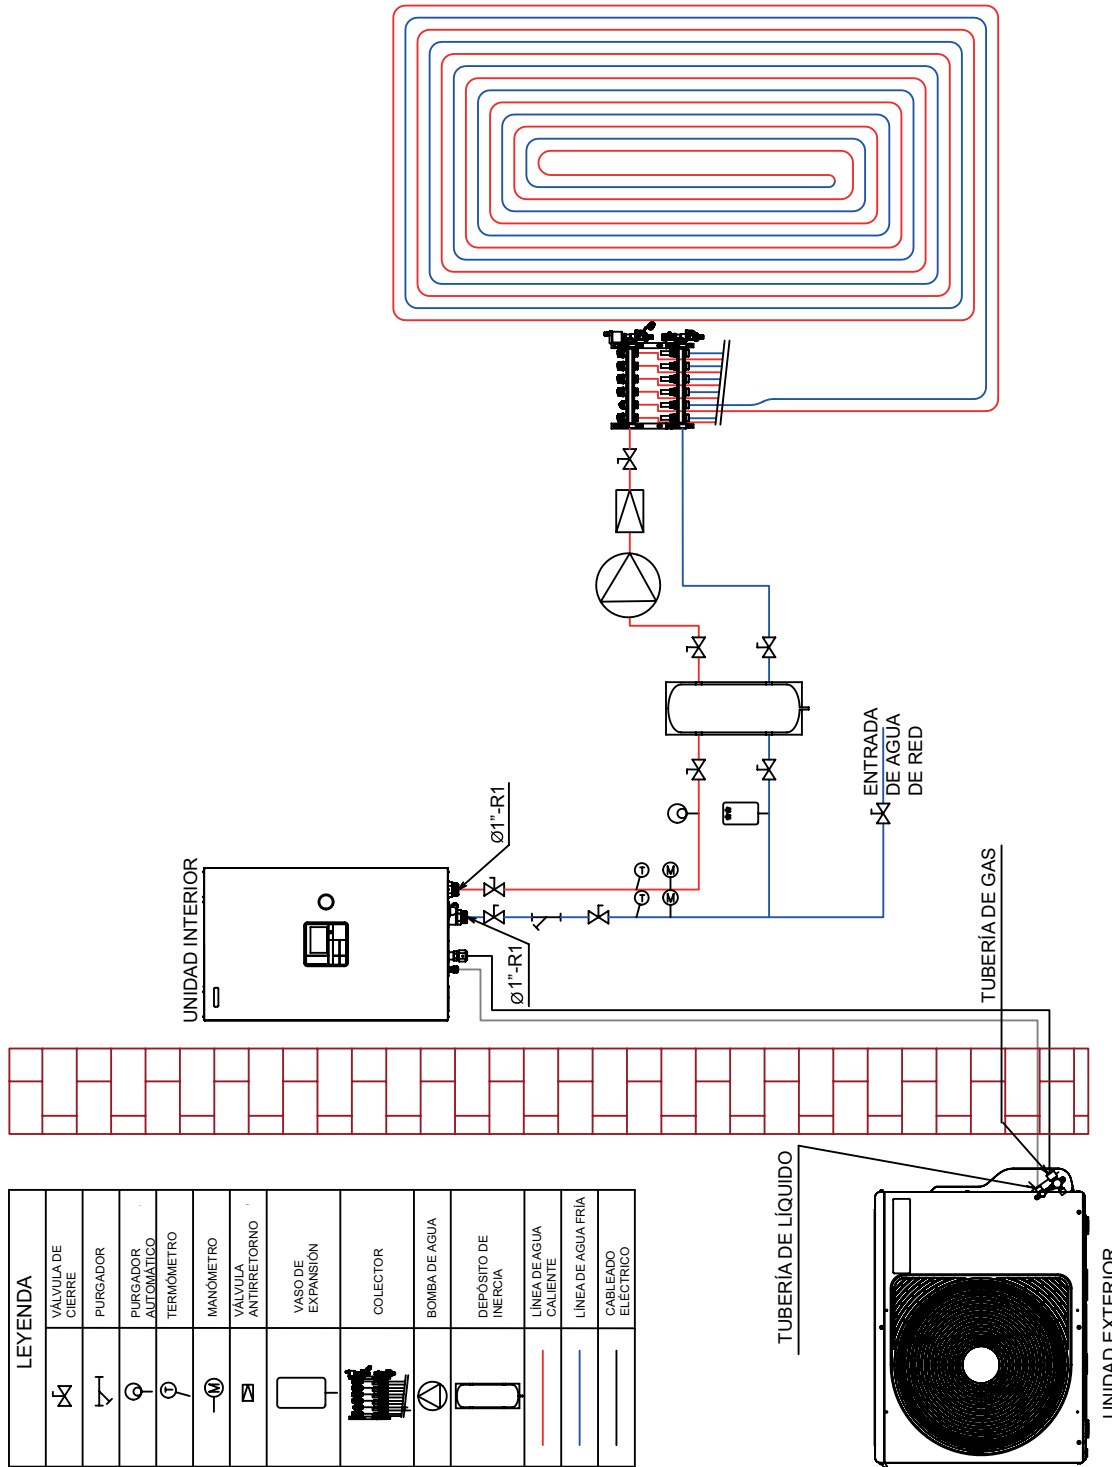 UNIDAD INTERIOR
Ø1"-R1
Ø1"-R1
T
T
M
M
ENTRADA
DE AGUA
DE RED
TUBERÍA DE GAS
TUBERÍA DE LÍQUIDO
UNIDAD EXTERIOR
LEYENDA
VÁLVULA DE
CIERRE
PURGADOR
PURGADOR
AUTOMÁTICO
T
TERMÓMETRO
M
MANÓMETRO
VÁLVULA
ANTIRRETORNO
VASO DE
EXPANSIÓN
COLECTOR
BOMBA DE AGUA
DEPÓSITO DE
INERCIA
LÍNEA DE AGUA
CALIENTE
LÍNEA DE AGUA FRÍA
CABLEADO
ELÉCTRICO